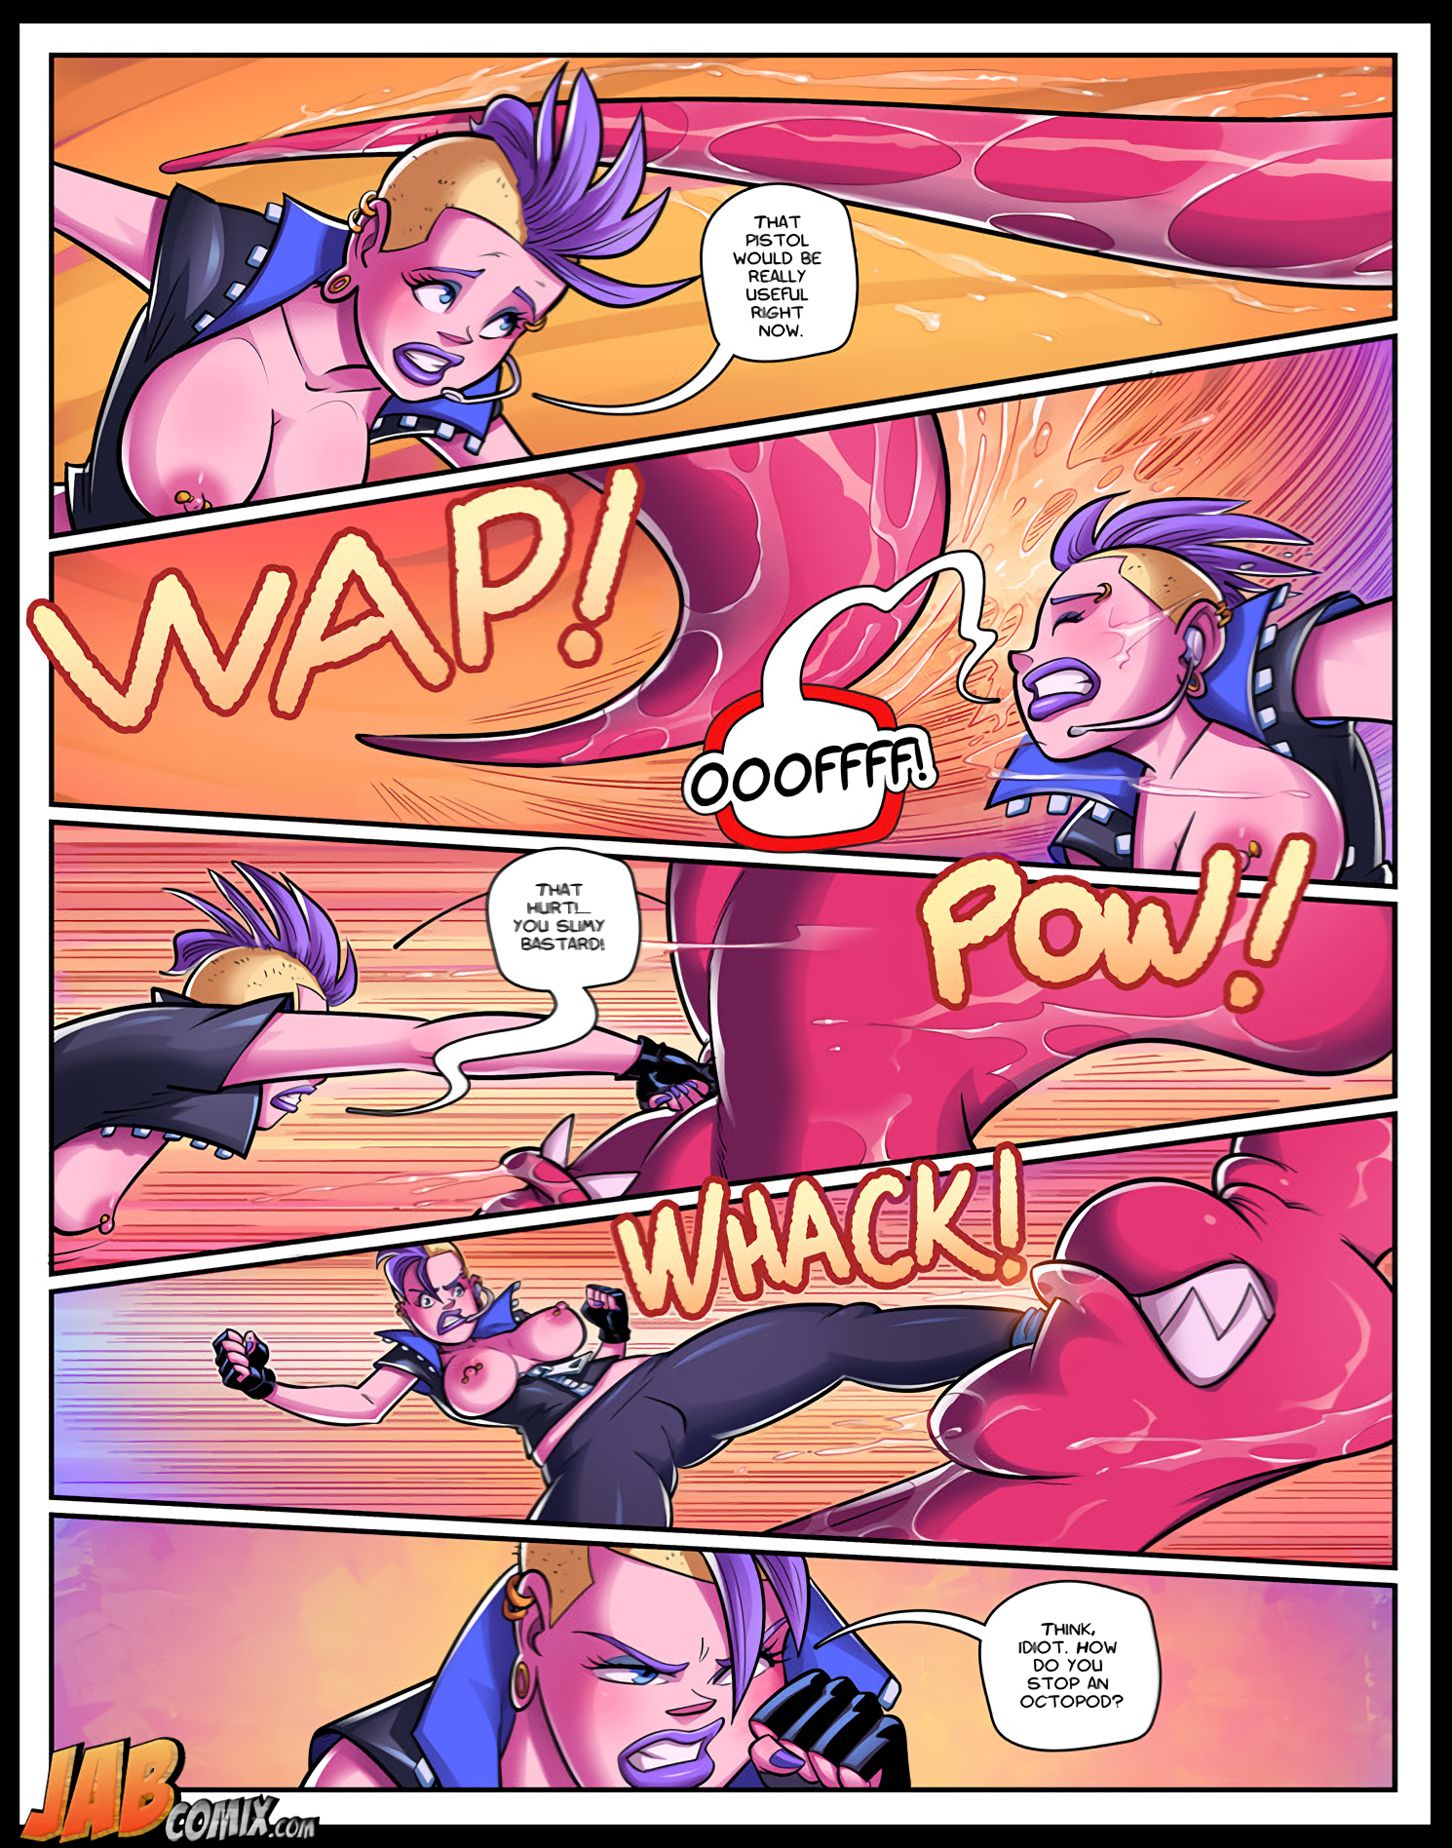 THAT
PISTOL
WOULD BE
REALLY
USEFUL
RIGHT
NOW.
WAP!
OOOFFFF!
THAT
HURT!...
YOU SLIMY
BASTARD!
POW!
WHACK!
THINK,
IDIOT. HOW
DO YOU
STOP AN
OCTOPOD?
JAB
COMIX.com